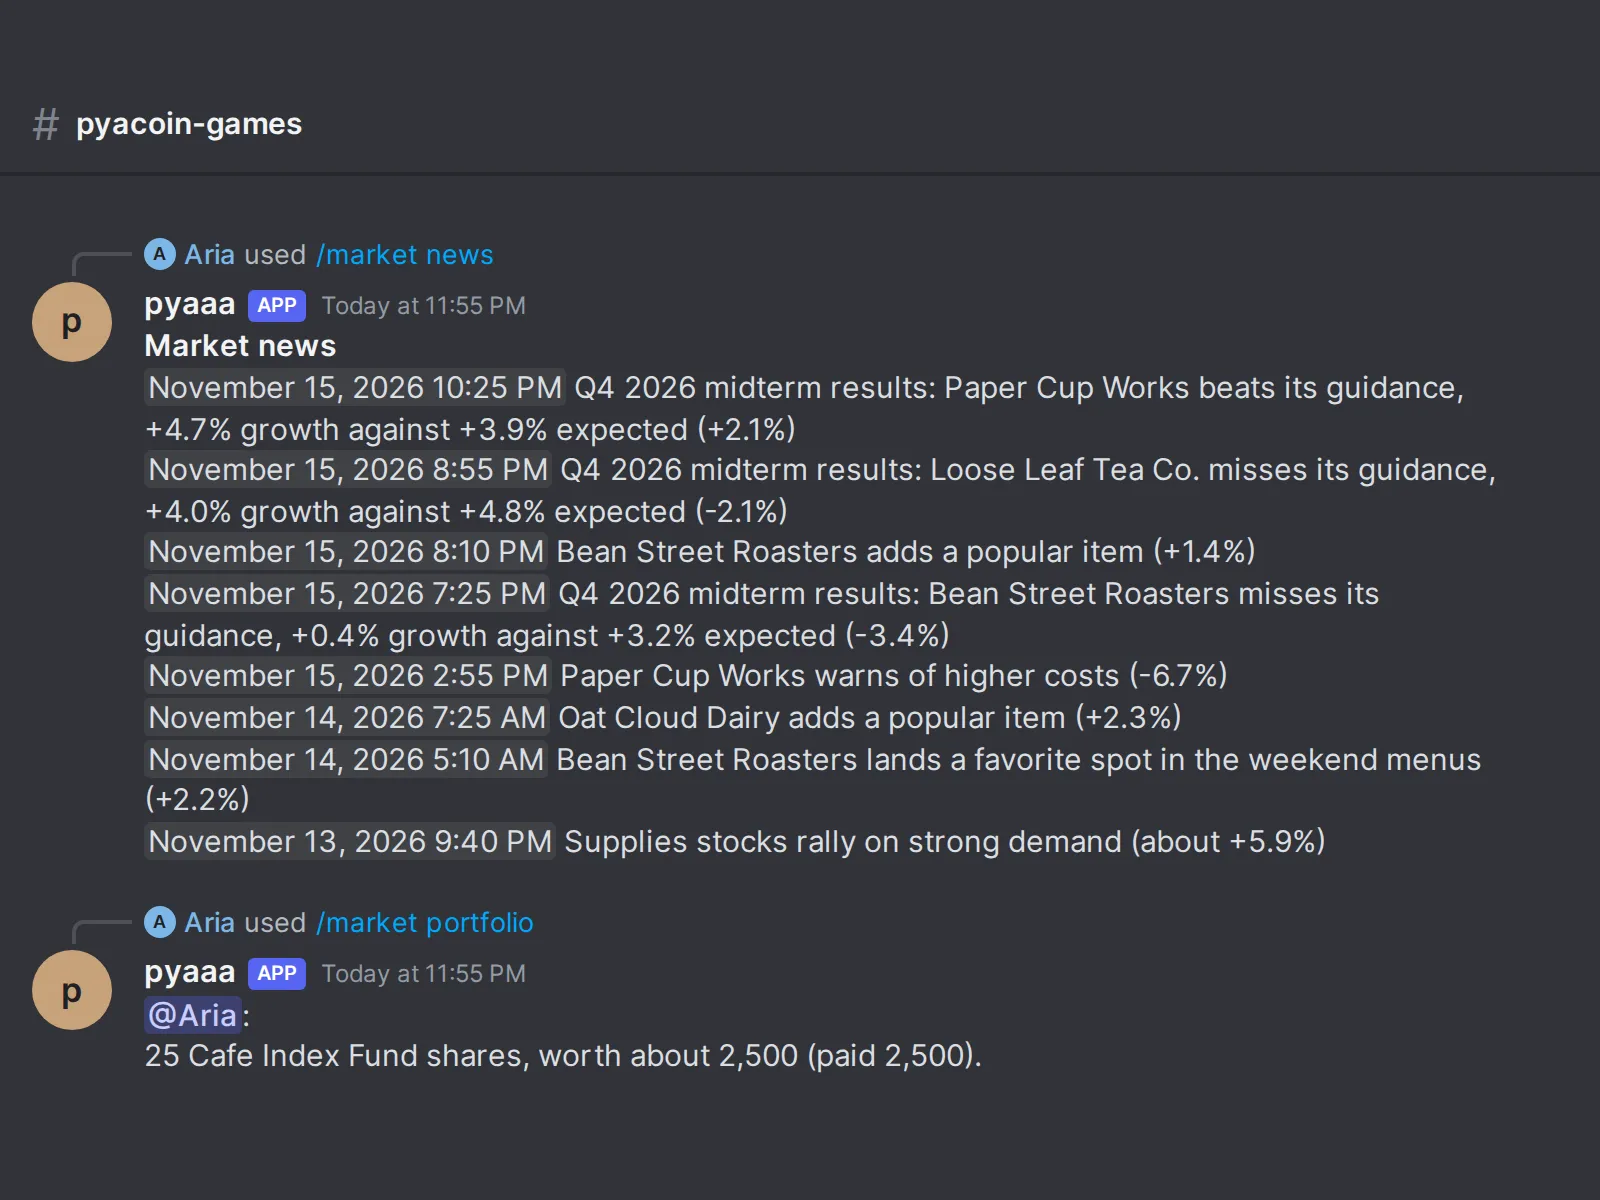 # pyacoin-games
A Aria used /market news
p
pyaaa APP Today at 11:55 PM
Market news
November 15, 2026 10:25 PM Q4 2026 midterm results: Paper Cup Works beats its guidance,
+4.7% growth against +3.9% expected (+2.1%)
November 15, 2026 8:55 PM Q4 2026 midterm results: Loose Leaf Tea Co. misses its guidance,
+4.0% growth against +4.8% expected (-2.1%)
November 15, 2026 8:10 PM Bean Street Roasters adds a popular item (+1.4%)
November 15, 2026 7:25 PM Q4 2026 midterm results: Bean Street Roasters misses its
guidance, +0.4% growth against +3.2% expected (-3.4%)
November 15, 2026 2:55 PM Paper Cup Works warns of higher costs (-6.7%)
November 14, 2026 7:25 AM Oat Cloud Dairy adds a popular item (+2.3%)
November 14, 2026 5:10 AM Bean Street Roasters lands a favorite spot in the weekend menus
(+2.2%)
November 13, 2026 9:40 PM Supplies stocks rally on strong demand (about +5.9%)
A Aria used /market portfolio
p
pyaaa APP Today at 11:55 PM
@Aria:
25 Cafe Index Fund shares, worth about 2,500 (paid 2,500).